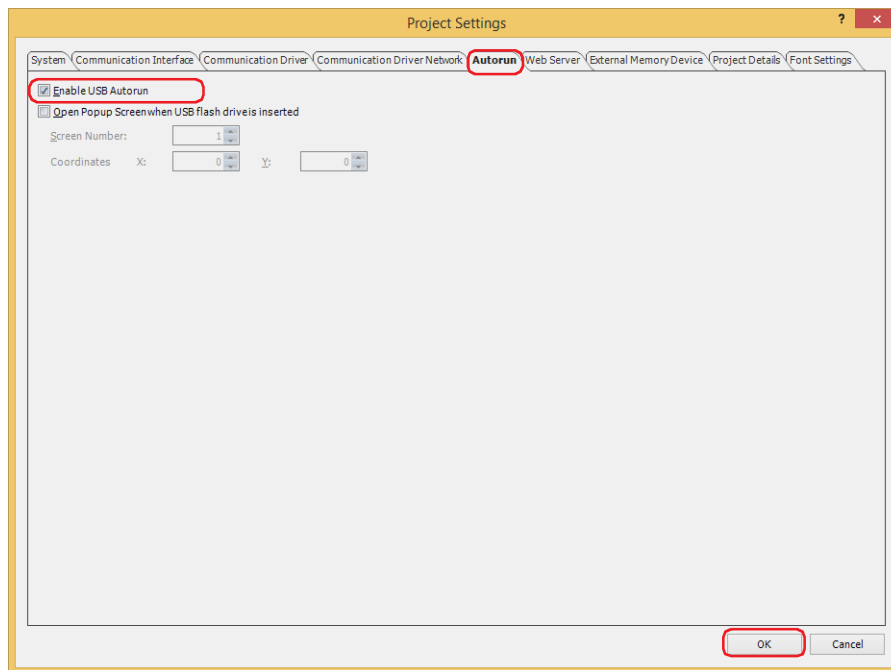 Project Settings
?
System Communication Interface Communication Driver Communication Driver Network Autorun Web Server External Memory Device Project Details Font Settings
Enable USB Autorun
Open Popup Screen when USB flash drive is inserted
Screen Number: 1
Coordinates X: 0 Y: 0
OK Cancel